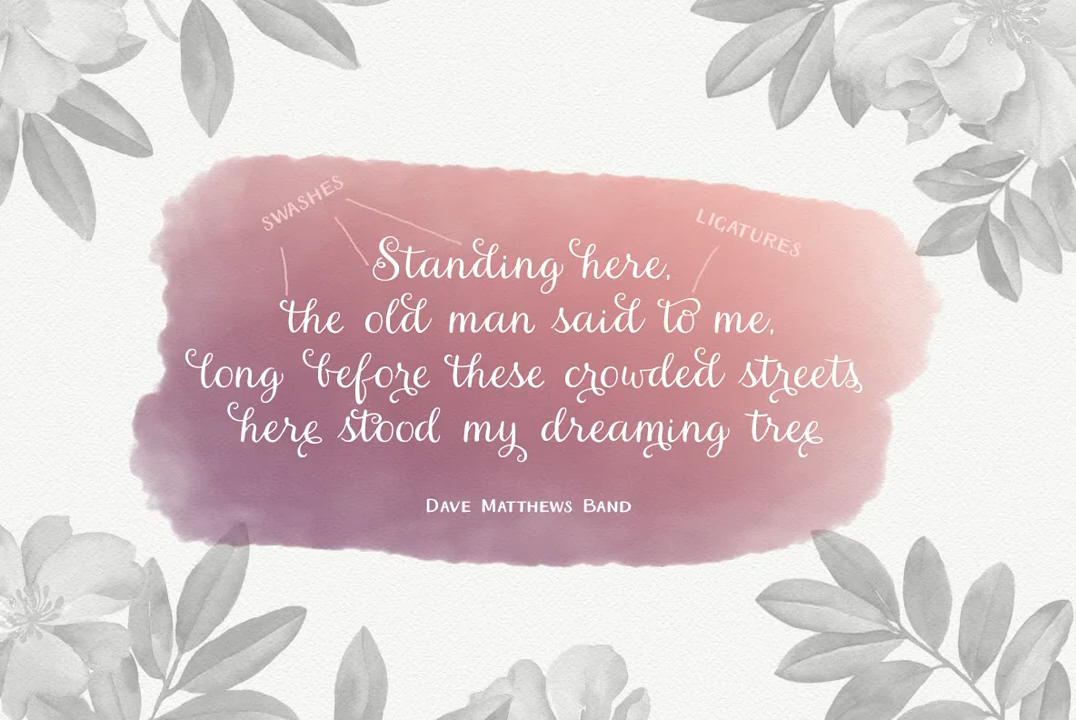 SWASHES
LIGATURES
Standing here,
the old man said to me,
long before these crowded streets
here stood my dreaming tree
Dave Matthews Band